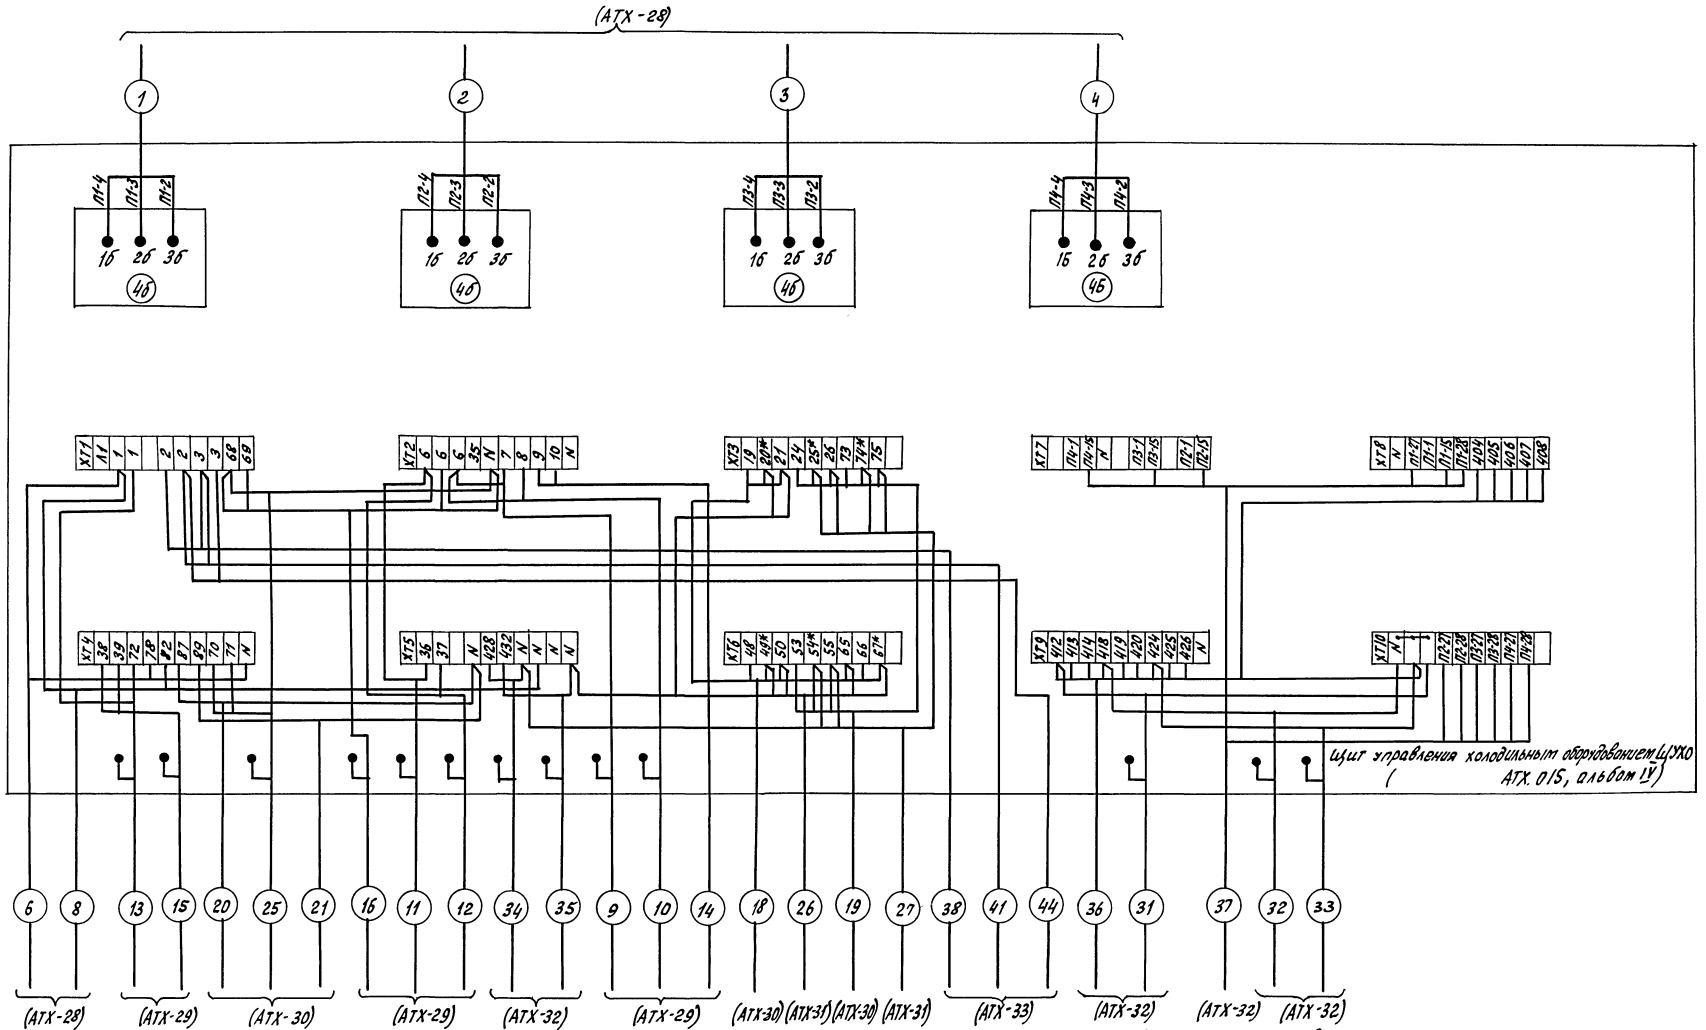 (АТХ-28)
1 2 3 4
П1-4 П1-3 П1-2 П2-4 П2-3 П2-2 П3-4 П3-3 П3-2 П4-4 П4-3 П4-2
1б 2б 3б 1б 2б 3б 1б 2б 3б 1б 2б 3б
4б 4б 4б 4б
ХТ1 Л1 1 1 2 2 3 3 68 69
ХТ2 6 6 6 35 N 7 8 9 10 N
ХТ3 19 20* 21 24 25* 26 73 74* 75
ХТ7 П4-1 П4-15 N П3-1 П3-15 П2-1 П2-15
ХТ8 N П1-27 П1-1 П1-15 П1-28 404 405 406 407 408
ХТ4 38 39 72 78 82 87 89 70 71 N
ХТ5 36 37 N 428 432 N N N N
ХТ6 48 49* 50 53 54* 55 65 66 67*
ХТ9 412 413 414 418 419 420 424 425 426 N
ХТ10 N П2-27 П2-28 П3-27 П3-28 П4-27 П4-28
Щит управления холодильным оборудованием ЩУХО
( АТХ.015, альбом IV)
6 8 13 15 20 25 21 16 11 12 34 35 9 10 14 18 26 19 27 38 41 44 36 31 37 32 33
(АТХ-28) (АТХ-29) (АТХ-30) (АТХ-29) (АТХ-32) (АТХ-29) (АТХ-30) (АТХ-31) (АТХ-30) (АТХ-31) (АТХ-33) (АТХ-32) (АТХ-32) (АТХ-32)